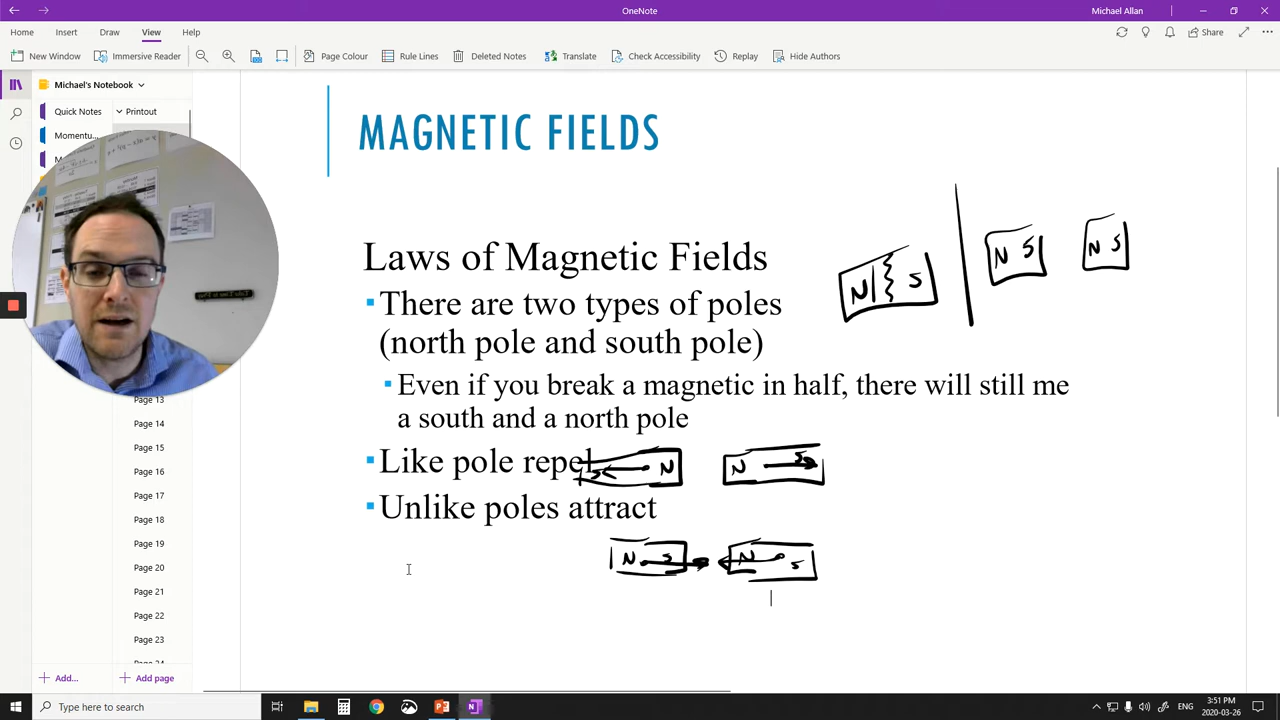 OneNote
Michael Allan
Home Insert Draw View Help
Share
New Window Immersive Reader Page Colour Rule Lines Deleted Notes Translate Check Accessibility Replay Hide Authors
Michael's Notebook
Quick Notes
Printout
Momentu...
MAGNETIC FIELDS
Laws of Magnetic Fields
There are two types of poles
(north pole and south pole)
N S
N S
N S
Even if you break a magnetic in half, there will still me
a south and a north pole
Like pole repel
S N
N S
Unlike poles attract
N S
N S
Page 13
Page 14
Page 15
Page 16
Page 17
Page 18
Page 19
Page 20
Page 21
Page 22
Page 23
Page 24
Add...
Add page
Type here to search
ENG
3:51 PM
2020-03-26